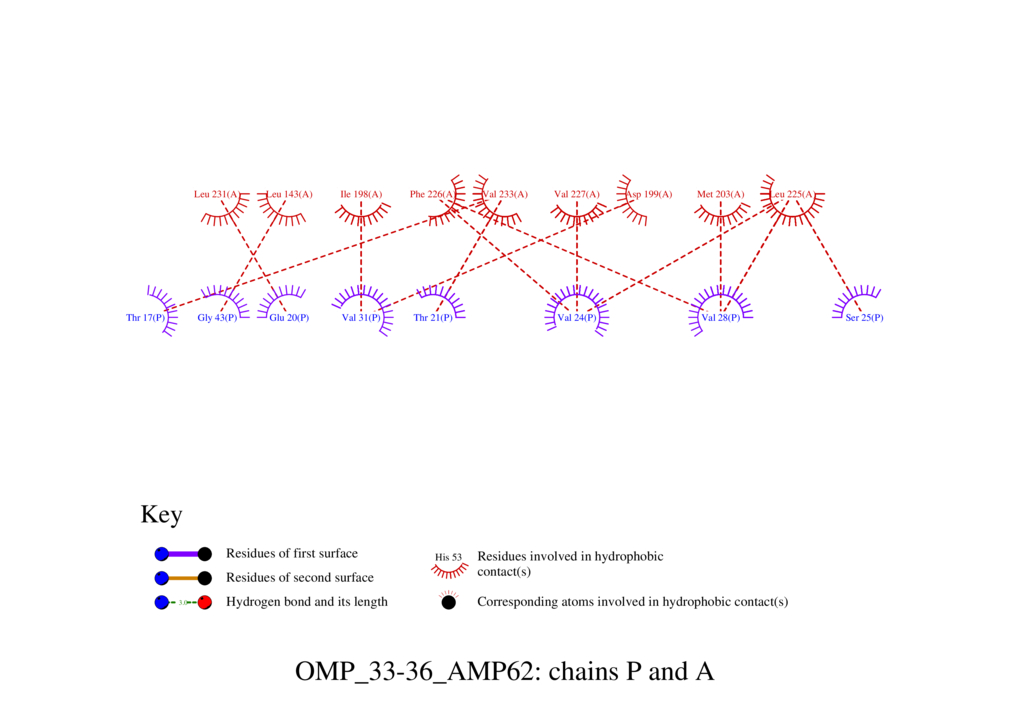 Leu 231(A) Leu 143(A) Ile 198(A) Phe 226(A) Val 233(A) Val 227(A) Asp 199(A) Met 203(A) Leu 225(A)
Thr 17(P) Gly 43(P) Glu 20(P) Val 31(P) Thr 21(P) Val 24(P) Val 28(P) Ser 25(P)
Key
Residues of first surface
Residues of second surface
3.0
Hydrogen bond and its length
His 53
Residues involved in hydrophobic
contact(s)
Corresponding atoms involved in hydrophobic contact(s)
OMP_33-36_AMP62: chains P and A